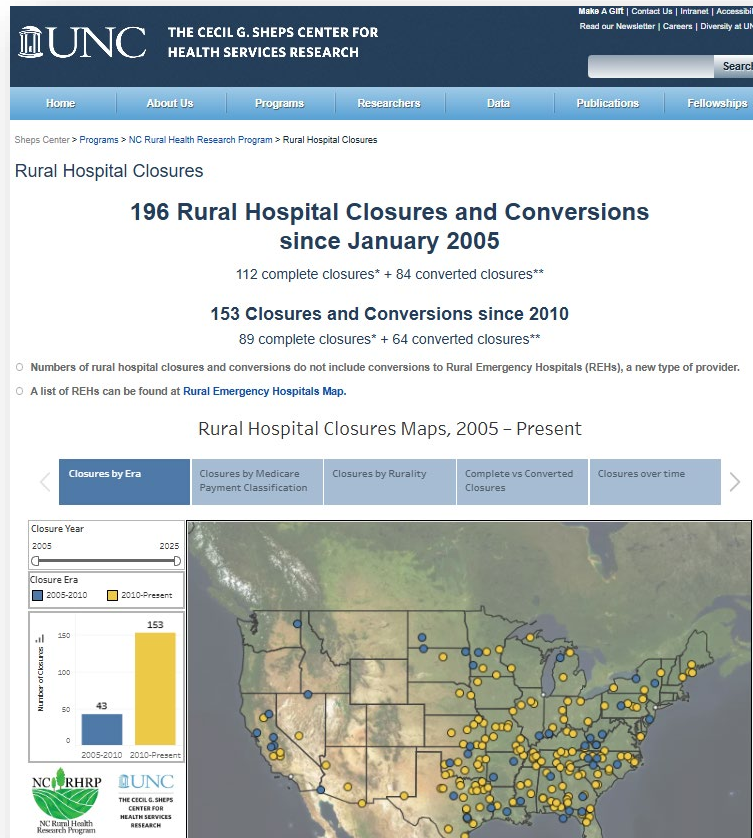 Make A Gift | Contact Us | Intranet |
Read our Newsletter | Careers | Diversity at
UNC
THE CECIL G. SHEPS CENTER FOR
HEALTH SERVICES RESEARCH
Search
Home About Us Programs Researchers Data Publications Fellowships
Sheps Center > Programs > NC Rural Health Research Program > Rural Hospital Closures
Rural Hospital Closures
196 Rural Hospital Closures and Conversions
since January 2005
112 complete closures* + 84 converted closures**
153 Closures and Conversions since 2010
89 complete closures* + 64 converted closures**
Numbers of rural hospital closures and conversions do not include conversions to Rural Emergency Hospitals (REHs), a new type of provider.
A list of REHs can be found at Rural Emergency Hospitals Map.
Rural Hospital Closures Maps, 2005 – Present
Closures by Era
Closures by Medicare
Payment Classification
Closures by Rurality
Complete vs Converted
Closures
Closures over time
Closure Year
2005 2025
Closure Era
2005-2010 2010-Present
Number of Closures
153
150
100
50
43
0
2005-2010 2010-Present
NC RHRP
NC Rural Health
Research Program
UNC
THE CECIL G. SHEPS
CENTER FOR
HEALTH SERVICES
RESEARCH